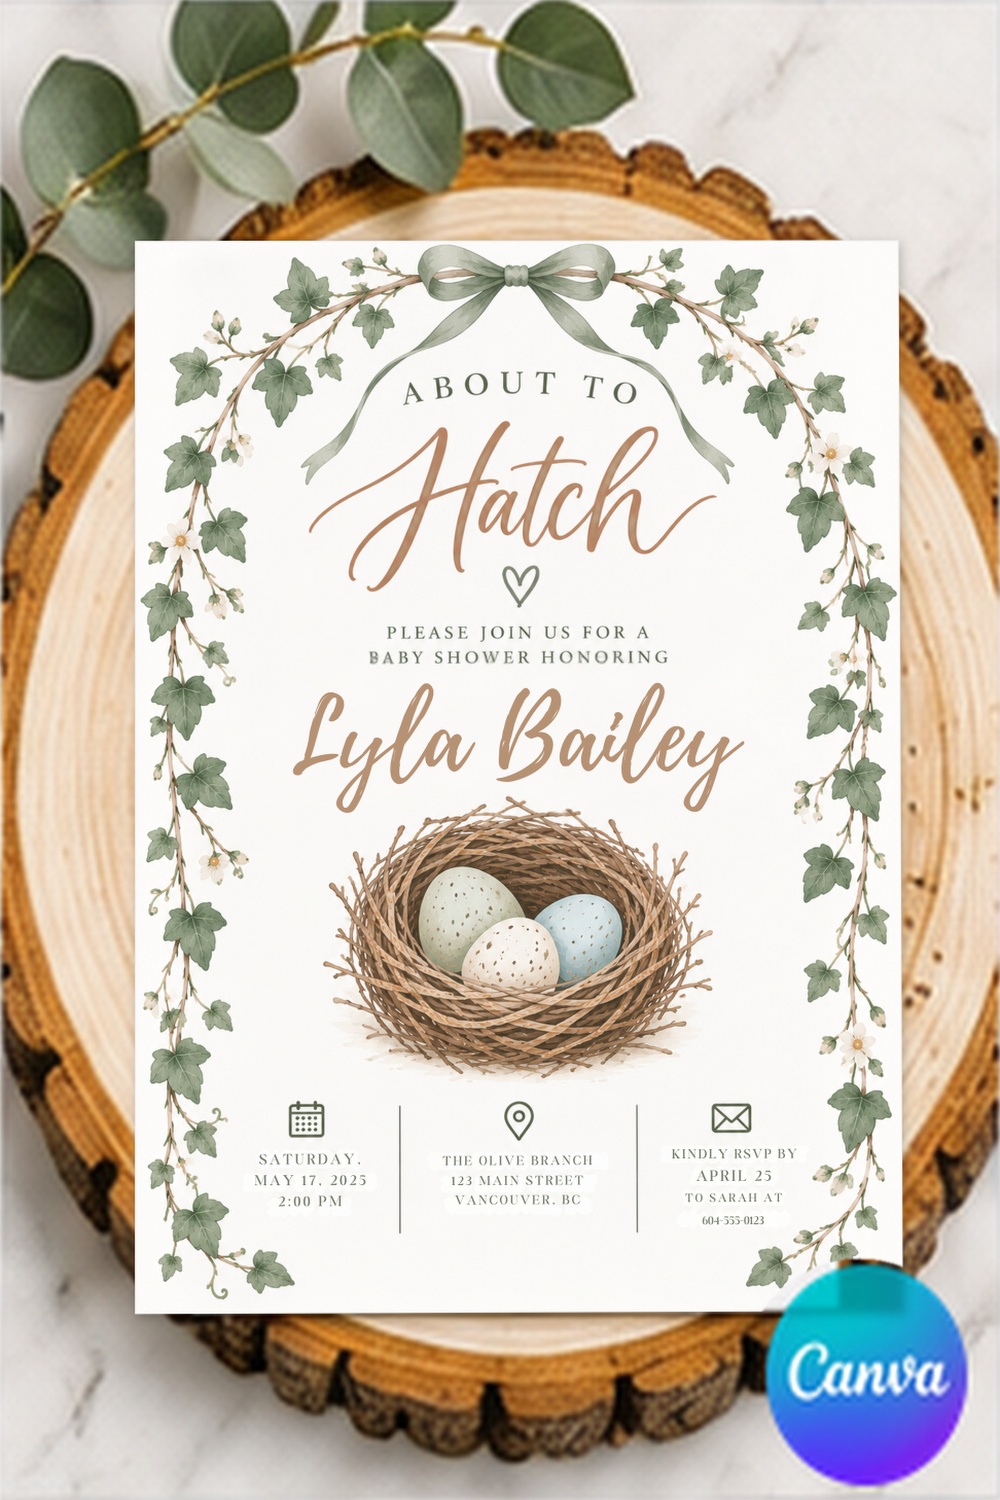 ABOUT TO
Hatch
PLEASE JOIN US FOR A
BABY SHOWER HONORING
Lyla Bailey
SATURDAY,
MAY 17, 2025
2:00 PM
THE OLIVE BRANCH
123 MAIN STREET
VANCOUVER, BC
KINDLY RSVP BY
APRIL 25
TO SARAH AT
604-555-0123
Canva